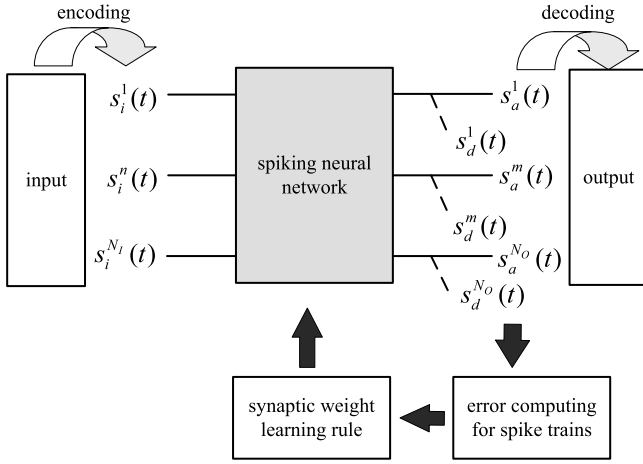 encoding
decoding
input
s_i^1(t)
s_i^n(t)
s_i^{N_I}(t)
spiking neural
network
s_a^1(t)
s_d^1(t)
s_a^m(t)
s_d^m(t)
s_a^{N_O}(t)
s_d^{N_O}(t)
output
synaptic weight
learning rule
error computing
for spike trains